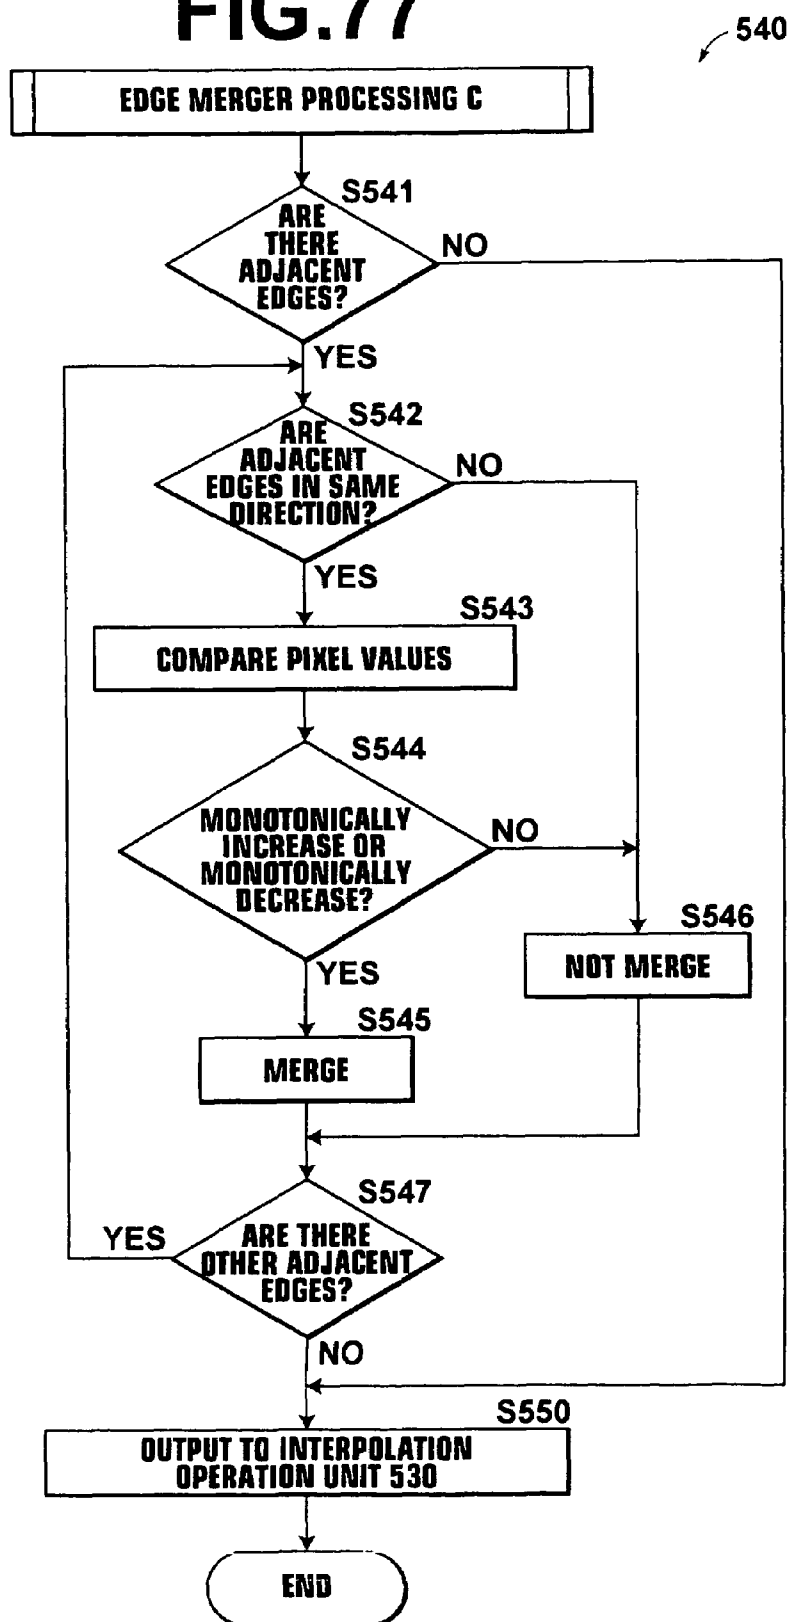 FIG.77
540
EDGE MERGER PROCESSING C
S541
ARE
THERE
ADJACENT
EDGES?
NO
YES
S542
ARE
ADJACENT
EDGES IN SAME
DIRECTION?
NO
YES
S543
COMPARE PIXEL VALUES
S544
MONOTONICALLY
INCREASE OR
MONOTONICALLY
DECREASE?
NO
YES
S546
NOT MERGE
S545
MERGE
S547
ARE THERE
OTHER ADJACENT
EDGES?
YES
NO
S550
OUTPUT TO INTERPOLATION
OPERATION UNIT 530
END